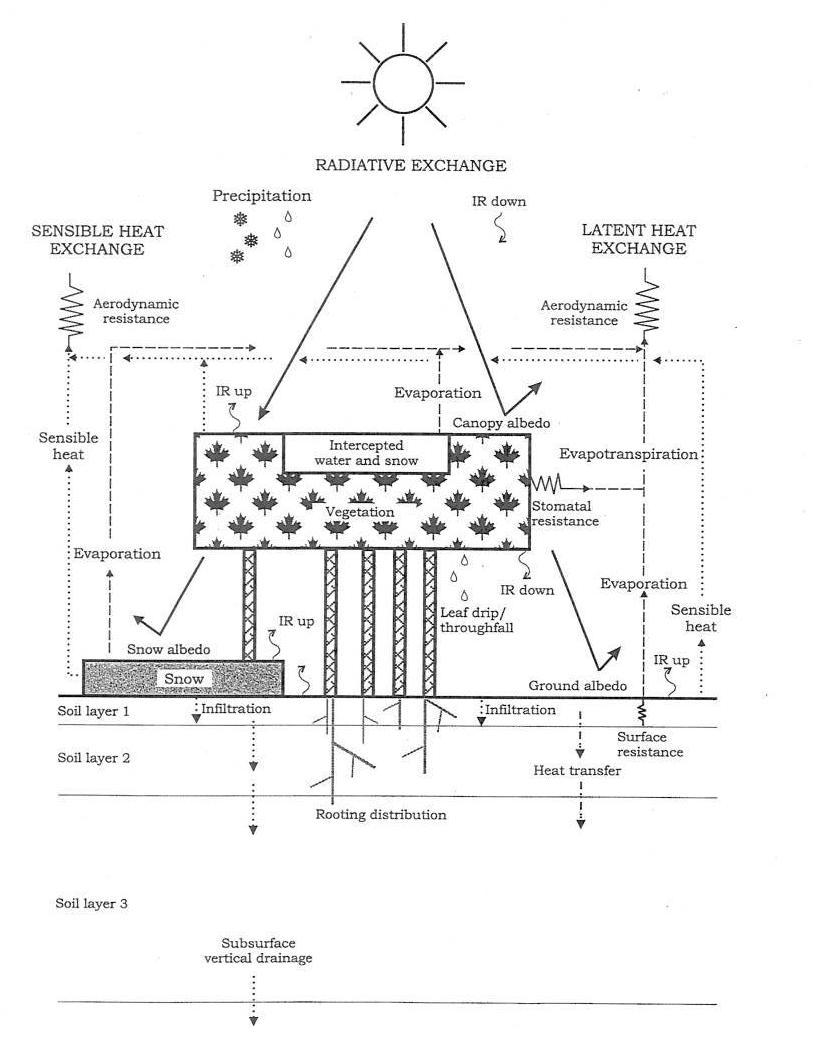 RADIATIVE EXCHANGE
Precipitation
IR down
SENSIBLE HEAT
EXCHANGE
LATENT HEAT
EXCHANGE
Aerodynamic
resistance
Aerodynamic
resistance
IR up
Evaporation
Canopy albedo
Sensible
heat
Intercepted
water and snow
Evapotranspiration
Vegetation
Stomatal
resistance
Evaporation
IR down
Evaporation
Leaf drip/
throughfall
Sensible
heat
IR up
Snow albedo
IR up
Snow
Ground albedo
Soil layer 1
Infiltration
Infiltration
Surface
resistance
Soil layer 2
Heat transfer
Rooting distribution
Soil layer 3
Subsurface
vertical drainage